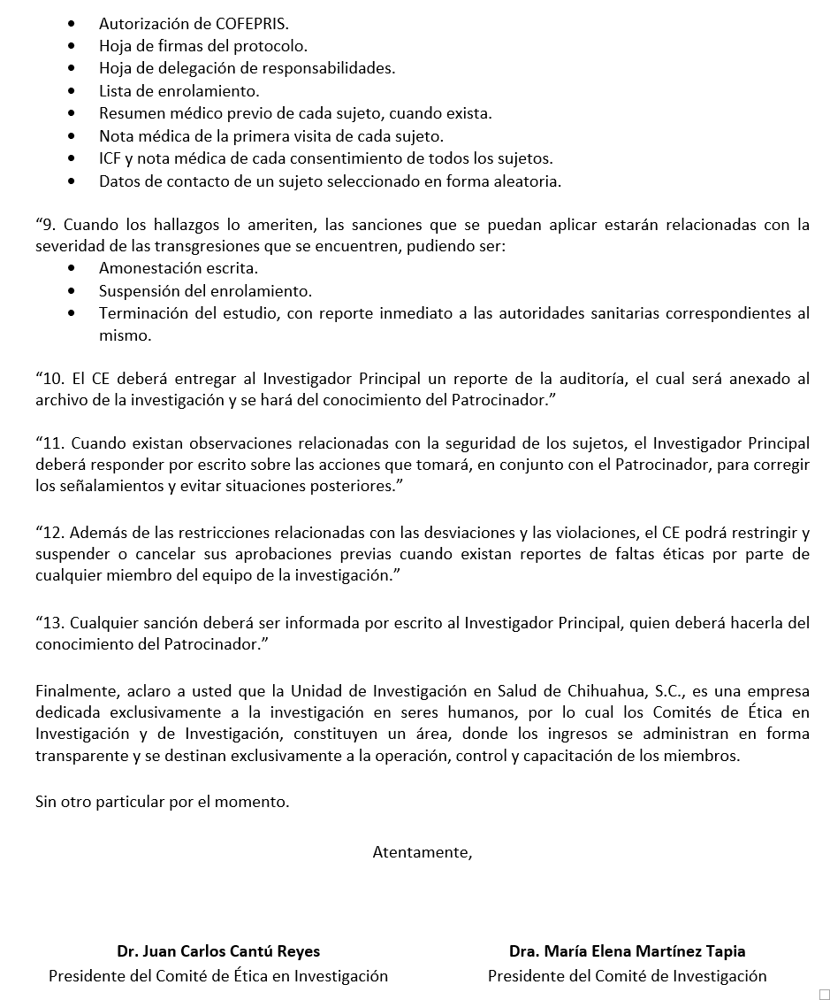 • Autorización de COFEPRIS.
• Hoja de firmas del protocolo.
• Hoja de delegación de responsabilidades.
• Lista de enrolamiento.
• Resumen médico previo de cada sujeto, cuando exista.
• Nota médica de la primera visita de cada sujeto.
• ICF y nota médica de cada consentimiento de todos los sujetos.
• Datos de contacto de un sujeto seleccionado en forma aleatoria.
“9. Cuando los hallazgos lo ameriten, las sanciones que se puedan aplicar estarán relacionadas con la
severidad de las transgresiones que se encuentren, pudiendo ser:
• Amonestación escrita.
• Suspensión del enrolamiento.
• Terminación del estudio, con reporte inmediato a las autoridades sanitarias correspondientes al
mismo.
“10. El CE deberá entregar al Investigador Principal un reporte de la auditoría, el cual será anexado al
archivo de la investigación y se hará del conocimiento del Patrocinador.”
“11. Cuando existan observaciones relacionadas con la seguridad de los sujetos, el Investigador Principal
deberá responder por escrito sobre las acciones que tomará, en conjunto con el Patrocinador, para corregir
los señalamientos y evitar situaciones posteriores.”
“12. Además de las restricciones relacionadas con las desviaciones y las violaciones, el CE podrá restringir y
suspender o cancelar sus aprobaciones previas cuando existan reportes de faltas éticas por parte de
cualquier miembro del equipo de la investigación.”
“13. Cualquier sanción deberá ser informada por escrito al Investigador Principal, quien deberá hacerla del
conocimiento del Patrocinador.”
Finalmente, aclaro a usted que la Unidad de Investigación en Salud de Chihuahua, S.C., es una empresa
dedicada exclusivamente a la investigación en seres humanos, por lo cual los Comités de Ética en
Investigación y de Investigación, constituyen un área, donde los ingresos se administran en forma
transparente y se destinan exclusivamente a la operación, control y capacitación de los miembros.
Sin otro particular por el momento.
Atentamente,
Dr. Juan Carlos Cantú Reyes
Presidente del Comité de Ética en Investigación
Dra. María Elena Martínez Tapia
Presidente del Comité de Investigación